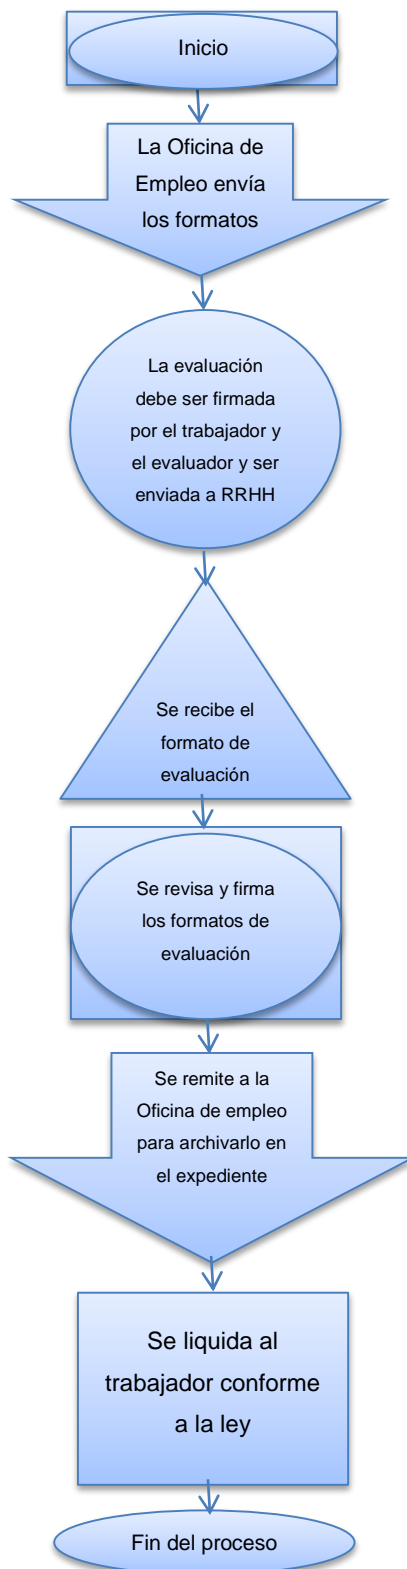 Inicio
La Oficina de
Empleo envía
los formatos
La evaluación
debe ser firmada
por el trabajador y
el evaluador y ser
enviada a RRHH
Se recibe el
formato de
evaluación
Se revisa y firma
los formatos de
evaluación
Se remite a la
Oficina de empleo
para archivarlo en
el expediente
Se liquida al
trabajador conforme
a la ley
Fin del proceso